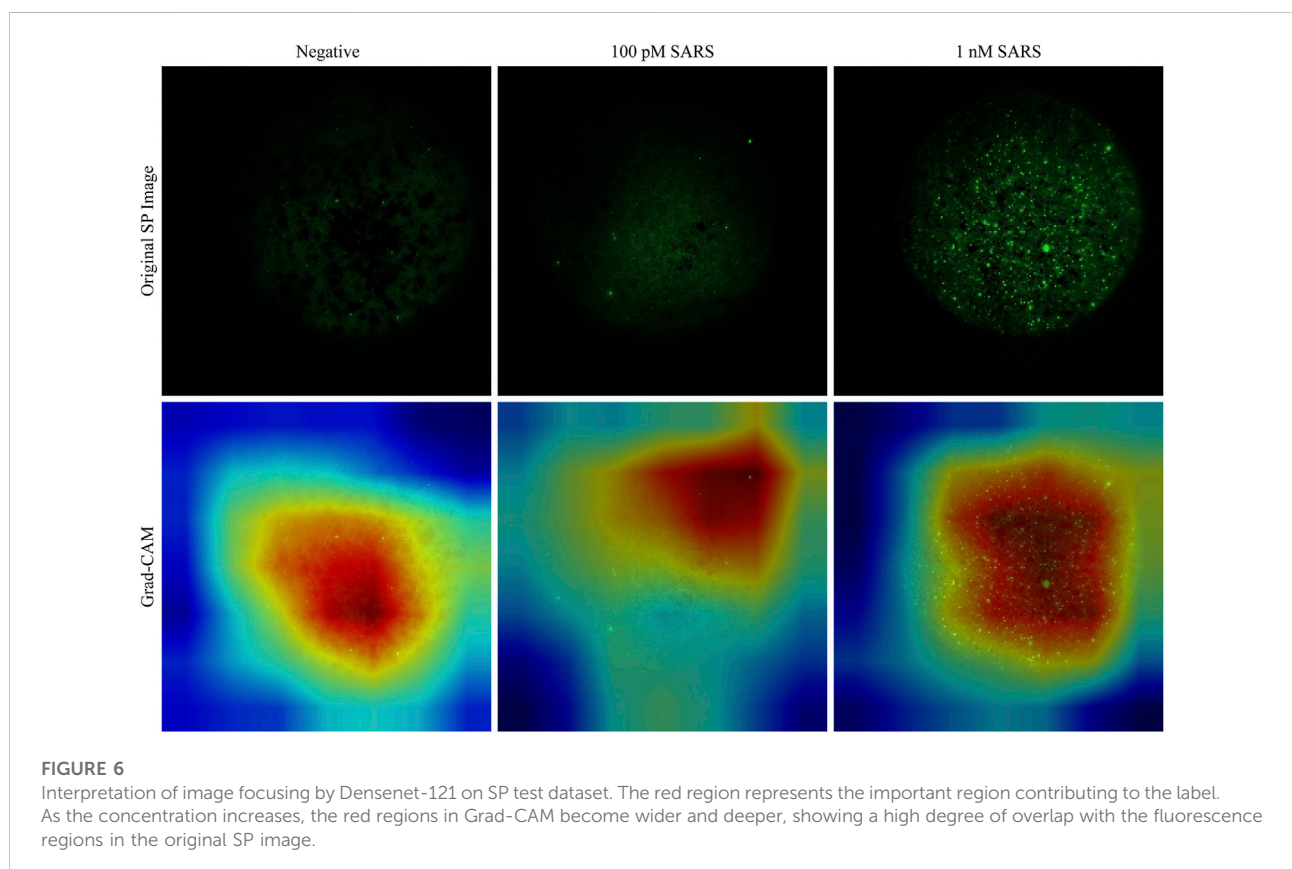 Negative
100 pM SARS
1 nM SARS
Original SP Image
Grad-CAM
FIGURE 6
Interpretation of image focusing by Densenet-121 on SP test dataset. The red region represents the important region contributing to the label.
As the concentration increases, the red regions in Grad-CAM become wider and deeper, showing a high degree of overlap with the fluorescence
regions in the original SP image.